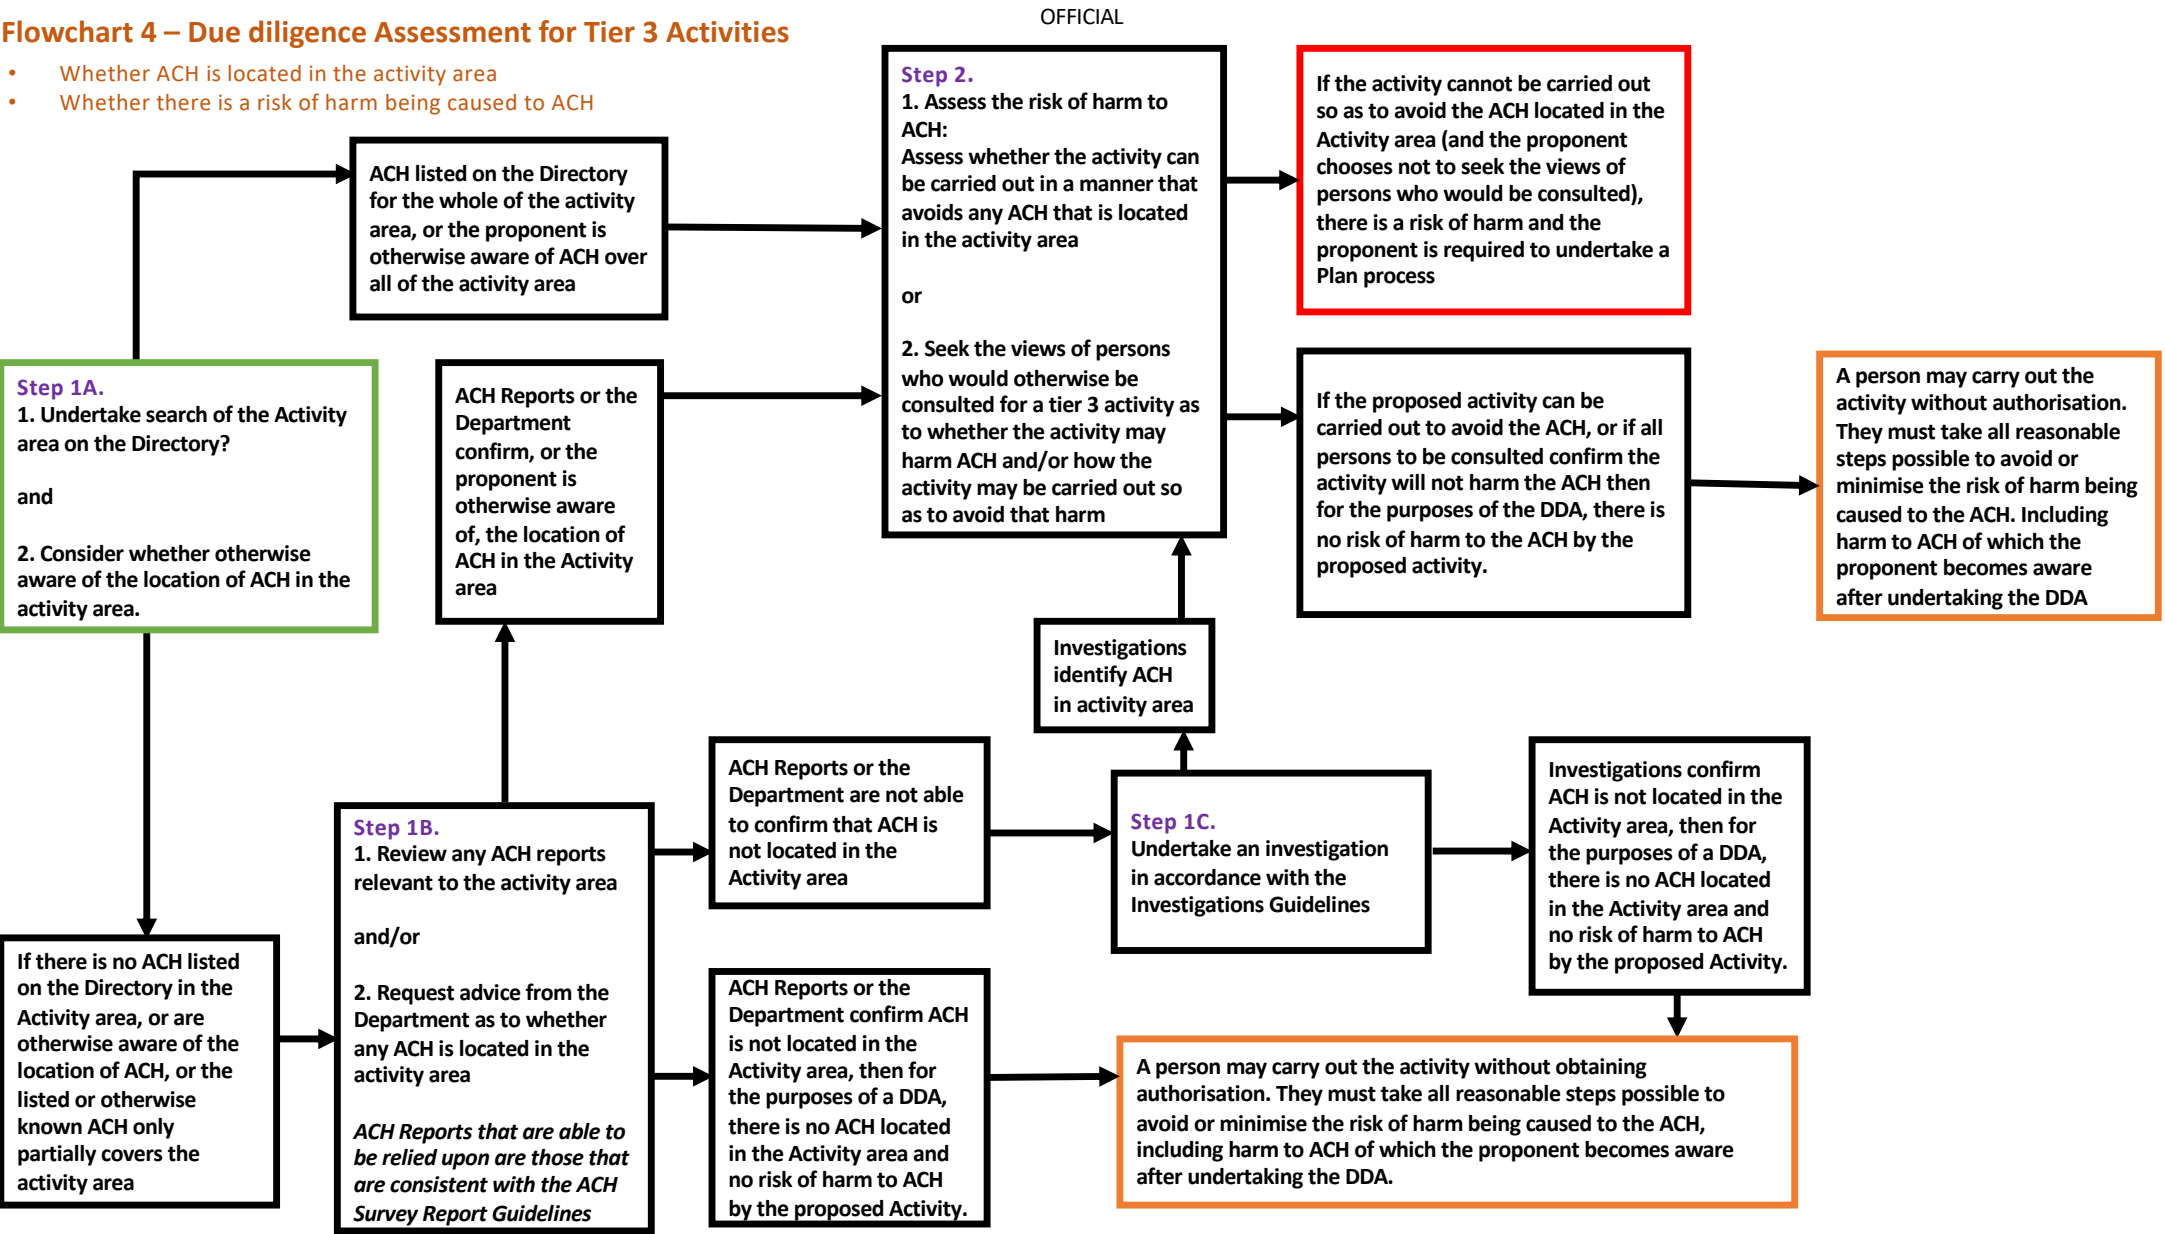 OFFICIAL
Flowchart 4 – Due diligence Assessment for Tier 3 Activities
• Whether ACH is located in the activity area
• Whether there is a risk of harm being caused to ACH
ACH listed on the Directory
for the whole of the activity
area, or the proponent is
otherwise aware of ACH over
all of the activity area
Step 2.
1. Assess the risk of harm to
ACH:
Assess whether the activity can
be carried out in a manner that
avoids any ACH that is located
in the activity area
or
2. Seek the views of persons
who would otherwise be
consulted for a tier 3 activity as
to whether the activity may
harm ACH and/or how the
activity may be carried out so
as to avoid that harm
If the activity cannot be carried out
so as to avoid the ACH located in the
Activity area (and the proponent
chooses not to seek the views of
persons who would be consulted),
there is a risk of harm and the
proponent is required to undertake a
Plan process
Step 1A.
1. Undertake search of the Activity
area on the Directory?
and
2. Consider whether otherwise
aware of the location of ACH in the
activity area.
ACH Reports or the
Department
confirm, or the
proponent is
otherwise aware
of, the location of
ACH in the Activity
area
If the proposed activity can be
carried out to avoid the ACH, or if all
persons to be consulted confirm the
activity will not harm the ACH then
for the purposes of the DDA, there is
no risk of harm to the ACH by the
proposed activity.
A person may carry out the
activity without authorisation.
They must take all reasonable
steps possible to avoid or
minimise the risk of harm being
caused to the ACH. Including
harm to ACH of which the
proponent becomes aware
after undertaking the DDA
Investigations
identify ACH
in activity area
If there is no ACH listed
on the Directory in the
Activity area, or are
otherwise aware of the
location of ACH, or the
listed or otherwise
known ACH only
partially covers the
activity area
Step 1B.
1. Review any ACH reports
relevant to the activity area
and/or
2. Request advice from the
Department as to whether
any ACH is located in the
activity area
ACH Reports that are able to
be relied upon are those that
are consistent with the ACH
Survey Report Guidelines
ACH Reports or the
Department are not able
to confirm that ACH is
not located in the
Activity area
Step 1C.
Undertake an investigation
in accordance with the
Investigations Guidelines
Investigations confirm
ACH is not located in the
Activity area, then for
the purposes of a DDA,
there is no ACH located
in the Activity area and
no risk of harm to ACH
by the proposed Activity.
ACH Reports or the
Department confirm ACH
is not located in the
Activity area, then for
the purposes of a DDA,
there is no ACH located
in the Activity area and
no risk of harm to ACH
by the proposed Activity.
A person may carry out the activity without obtaining
authorisation. They must take all reasonable steps possible to
avoid or minimise the risk of harm being caused to the ACH,
including harm to ACH of which the proponent becomes aware
after undertaking the DDA.